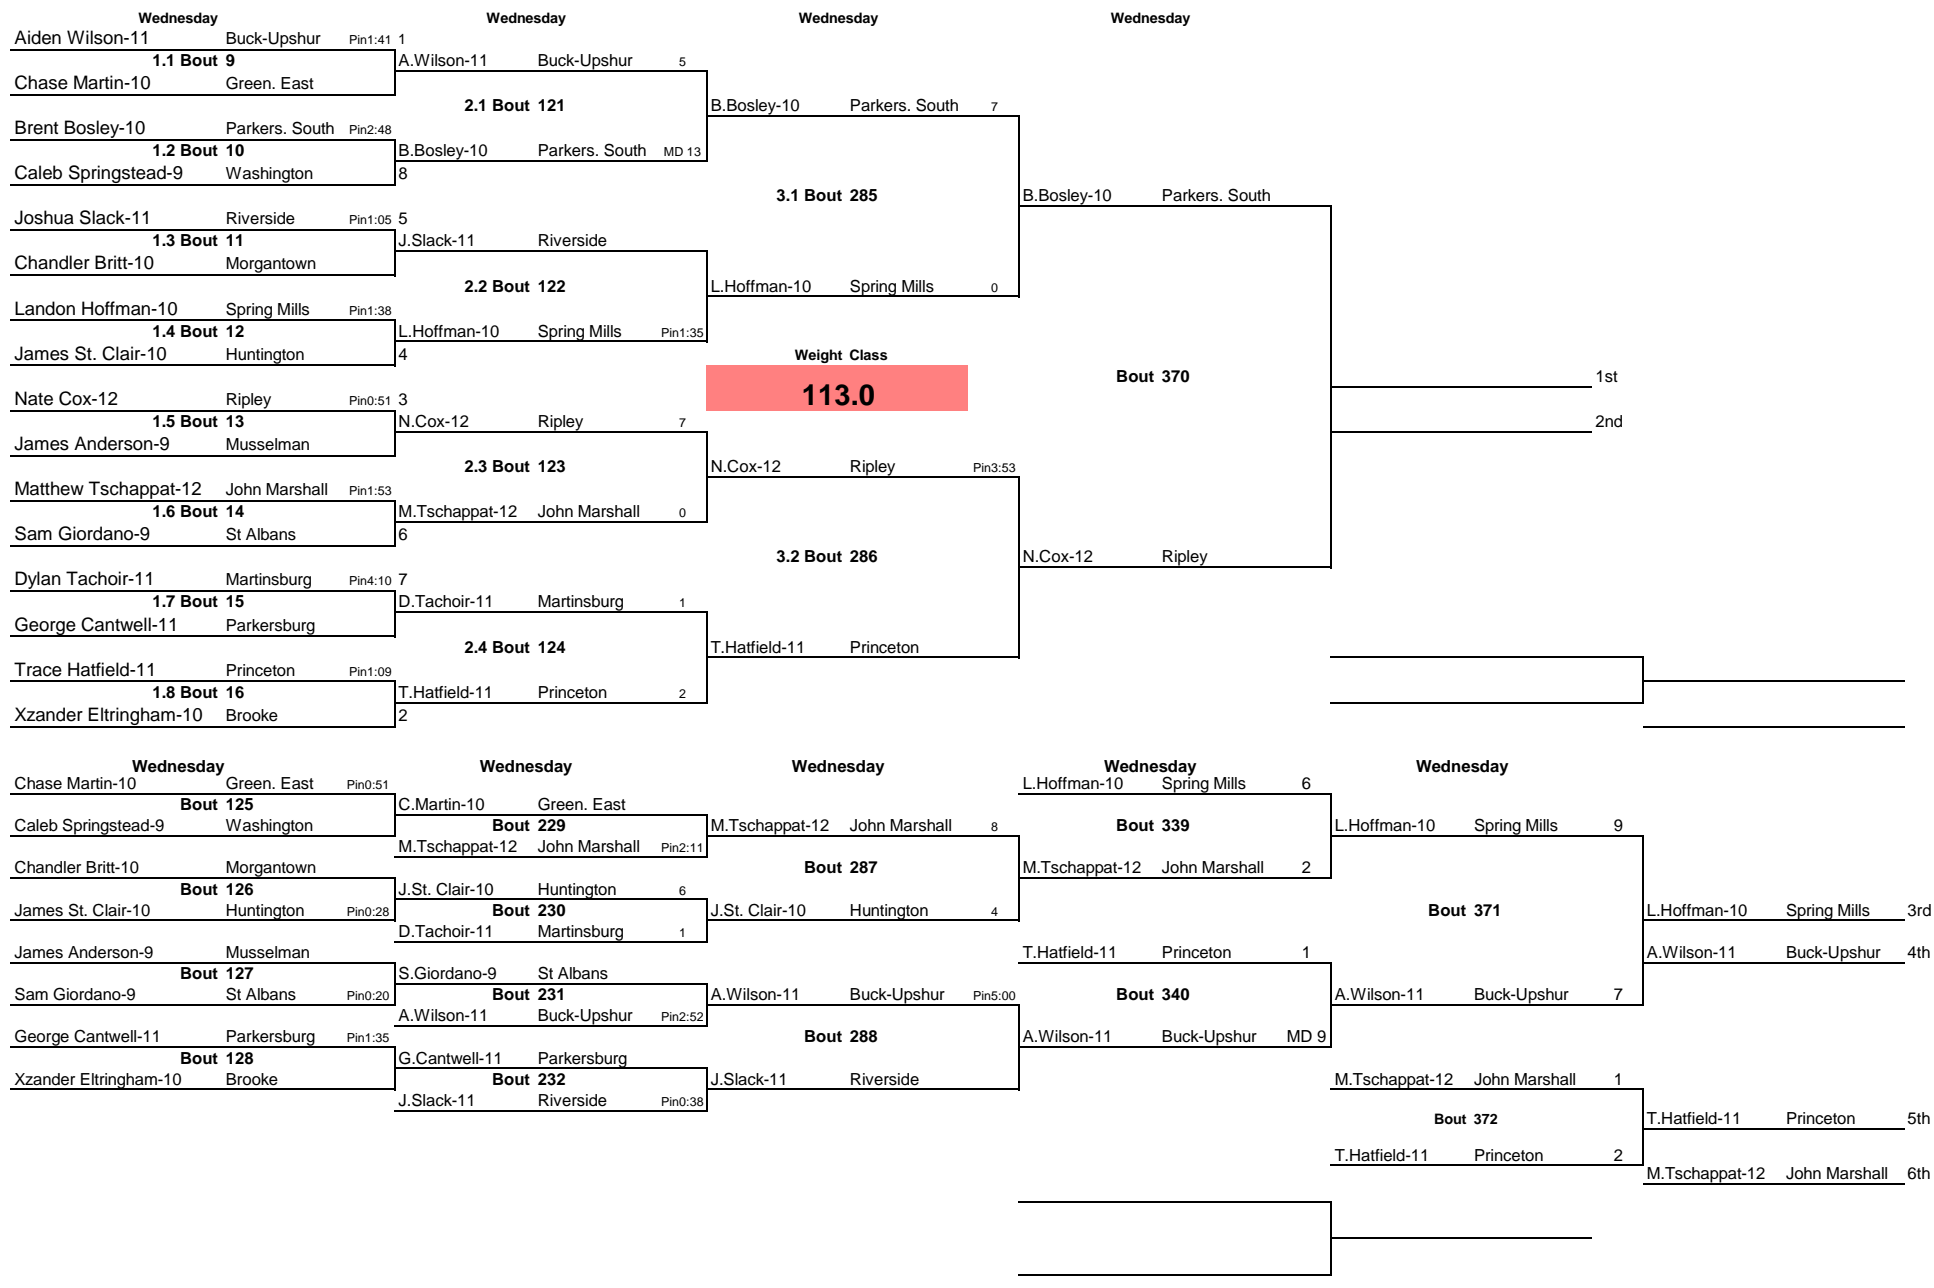 Wednesday Wednesday Wednesday Wednesday
Aiden Wilson-11 Buck-Upshur Pin1:41 1
1.1 Bout 9 A.Wilson-11 Buck-Upshur 5
Chase Martin-10 Green. East
2.1 Bout 121 B.Bosley-10 Parkers. South 7
Brent Bosley-10 Parkers. South Pin2:48
1.2 Bout 10 B.Bosley-10 Parkers. South MD 13
Caleb Springstead-9 Washington 8
3.1 Bout 285 B.Bosley-10 Parkers. South
Joshua Slack-11 Riverside Pin1:05 5
1.3 Bout 11 J.Slack-11 Riverside
Chandler Britt-10 Morgantown
2.2 Bout 122 L.Hoffman-10 Spring Mills 0
Landon Hoffman-10 Spring Mills Pin1:38
1.4 Bout 12 L.Hoffman-10 Spring Mills Pin1:35
James St. Clair-10 Huntington 4 Weight Class
Bout 370 1st
Nate Cox-12 Ripley Pin0:51 3 113.0
1.5 Bout 13 N.Cox-12 Ripley 7 2nd
James Anderson-9 Musselman
2.3 Bout 123 N.Cox-12 Ripley Pin3:53
Matthew Tschappat-12 John Marshall Pin1:53
1.6 Bout 14 M.Tschappat-12 John Marshall 0
Sam Giordano-9 St Albans 6
3.2 Bout 286 N.Cox-12 Ripley
Dylan Tachoir-11 Martinsburg Pin4:10 7
1.7 Bout 15 D.Tachoir-11 Martinsburg 1
George Cantwell-11 Parkersburg
2.4 Bout 124 T.Hatfield-11 Princeton
Trace Hatfield-11 Princeton Pin1:09
1.8 Bout 16 T.Hatfield-11 Princeton 2
Xzander Eltringham-10 Brooke 2
Wednesday Wednesday Wednesday Wednesday Wednesday
Chase Martin-10 Green. East Pin0:51 L.Hoffman-10 Spring Mills 6
Bout 125 C.Martin-10 Green. East
Caleb Springstead-9 Washington Bout 229 M.Tschappat-12 John Marshall 8 Bout 339 L.Hoffman-10 Spring Mills 9
M.Tschappat-12 John Marshall Pin2:11
Chandler Britt-10 Morgantown Bout 287 M.Tschappat-12 John Marshall 2
Bout 126 J.St. Clair-10 Huntington 6
James St. Clair-10 Huntington Pin0:28 Bout 230 J.St. Clair-10 Huntington 4 Bout 371 L.Hoffman-10 Spring Mills 3rd
D.Tachoir-11 Martinsburg 1
James Anderson-9 Musselman T.Hatfield-11 Princeton 1 A.Wilson-11 Buck-Upshur 4th
Bout 127 S.Giordano-9 St Albans
Sam Giordano-9 St Albans Pin0:20 Bout 231 A.Wilson-11 Buck-Upshur Pin5:00 Bout 340 A.Wilson-11 Buck-Upshur 7
A.Wilson-11 Buck-Upshur Pin2:52
George Cantwell-11 Parkersburg Pin1:35 Bout 288 A.Wilson-11 Buck-Upshur MD 9
Bout 128 G.Cantwell-11 Parkersburg
Xzander Eltringham-10 Brooke Bout 232 J.Slack-11 Riverside M.Tschappat-12 John Marshall 1
J.Slack-11 Riverside Pin0:38
Bout 372 T.Hatfield-11 Princeton 5th
T.Hatfield-11 Princeton 2
M.Tschappat-12 John Marshall 6th